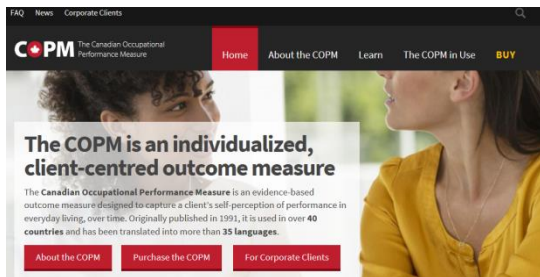 FAQ News Corporate Clients
COPM The Canadian Occupational
Performance Measure
Home About the COPM Learn The COPM in Use BUY
The COPM is an individualized,
client-centred outcome measure
The Canadian Occupational Performance Measure is an evidence-based
outcome measure designed to capture a client's self-perception of performance in
everyday living, over time. Originally published in 1991, it is used in over 40
countries and has been translated into more than 35 languages.
About the COPM Purchase the COPM For Corporate Clients